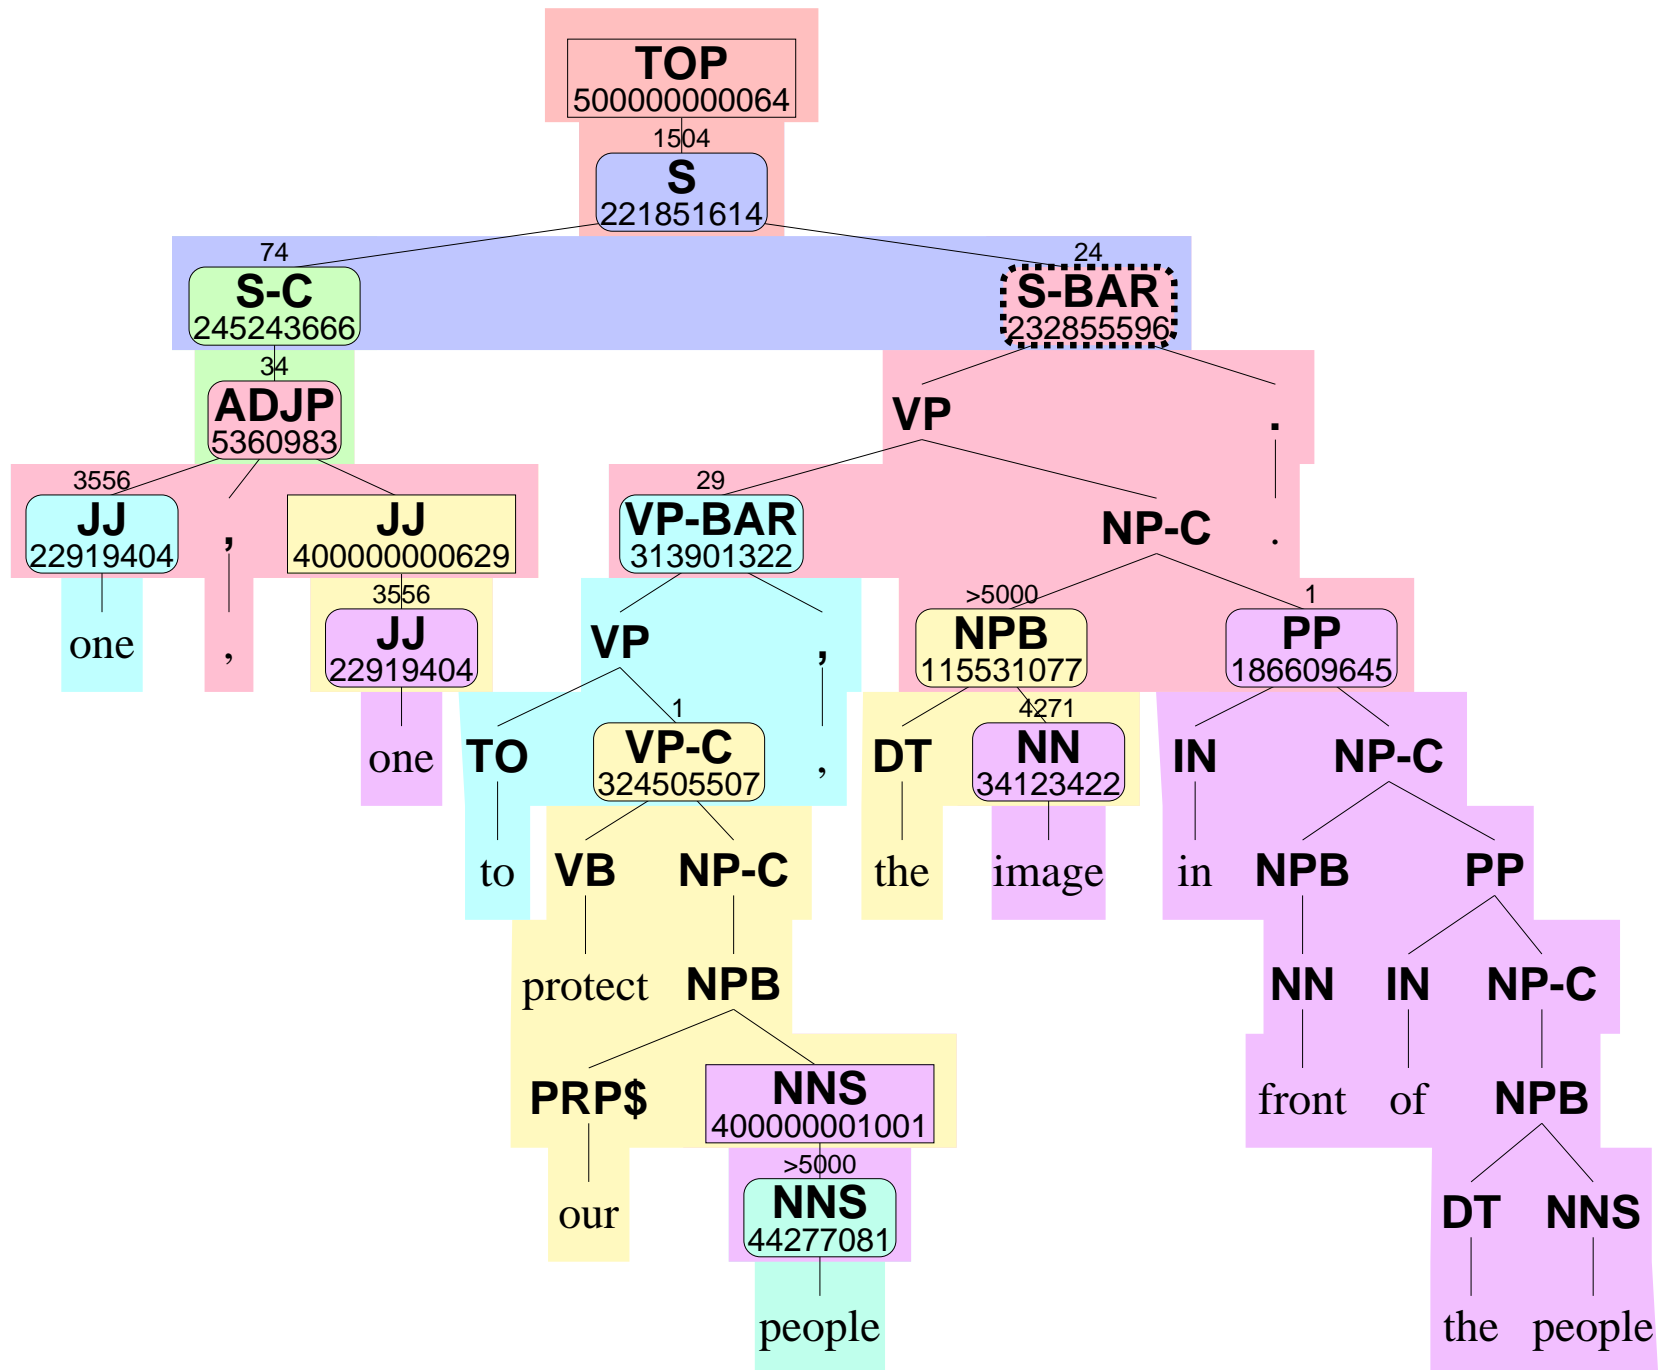 TOP
500000000064
1504
S
221851614
74 24
S-C S-BAR
245243666 232855596
34
ADJP VP .
5360983
3556 29
JJ , JJ VP-BAR NP-C .
22919404 400000000629 313901322
3556 >5000 1
one , JJ VP , NPB PP
22919404 115531077 186609645
1 4271
one TO VP-C , DT NN IN NP-C
324505507 34123422
to VB NP-C the image in NPB PP
protect NPB NN IN NP-C
PRP$ NNS front of NPB
400000001001
>5000
our NNS DT NNS
44277081
people the people